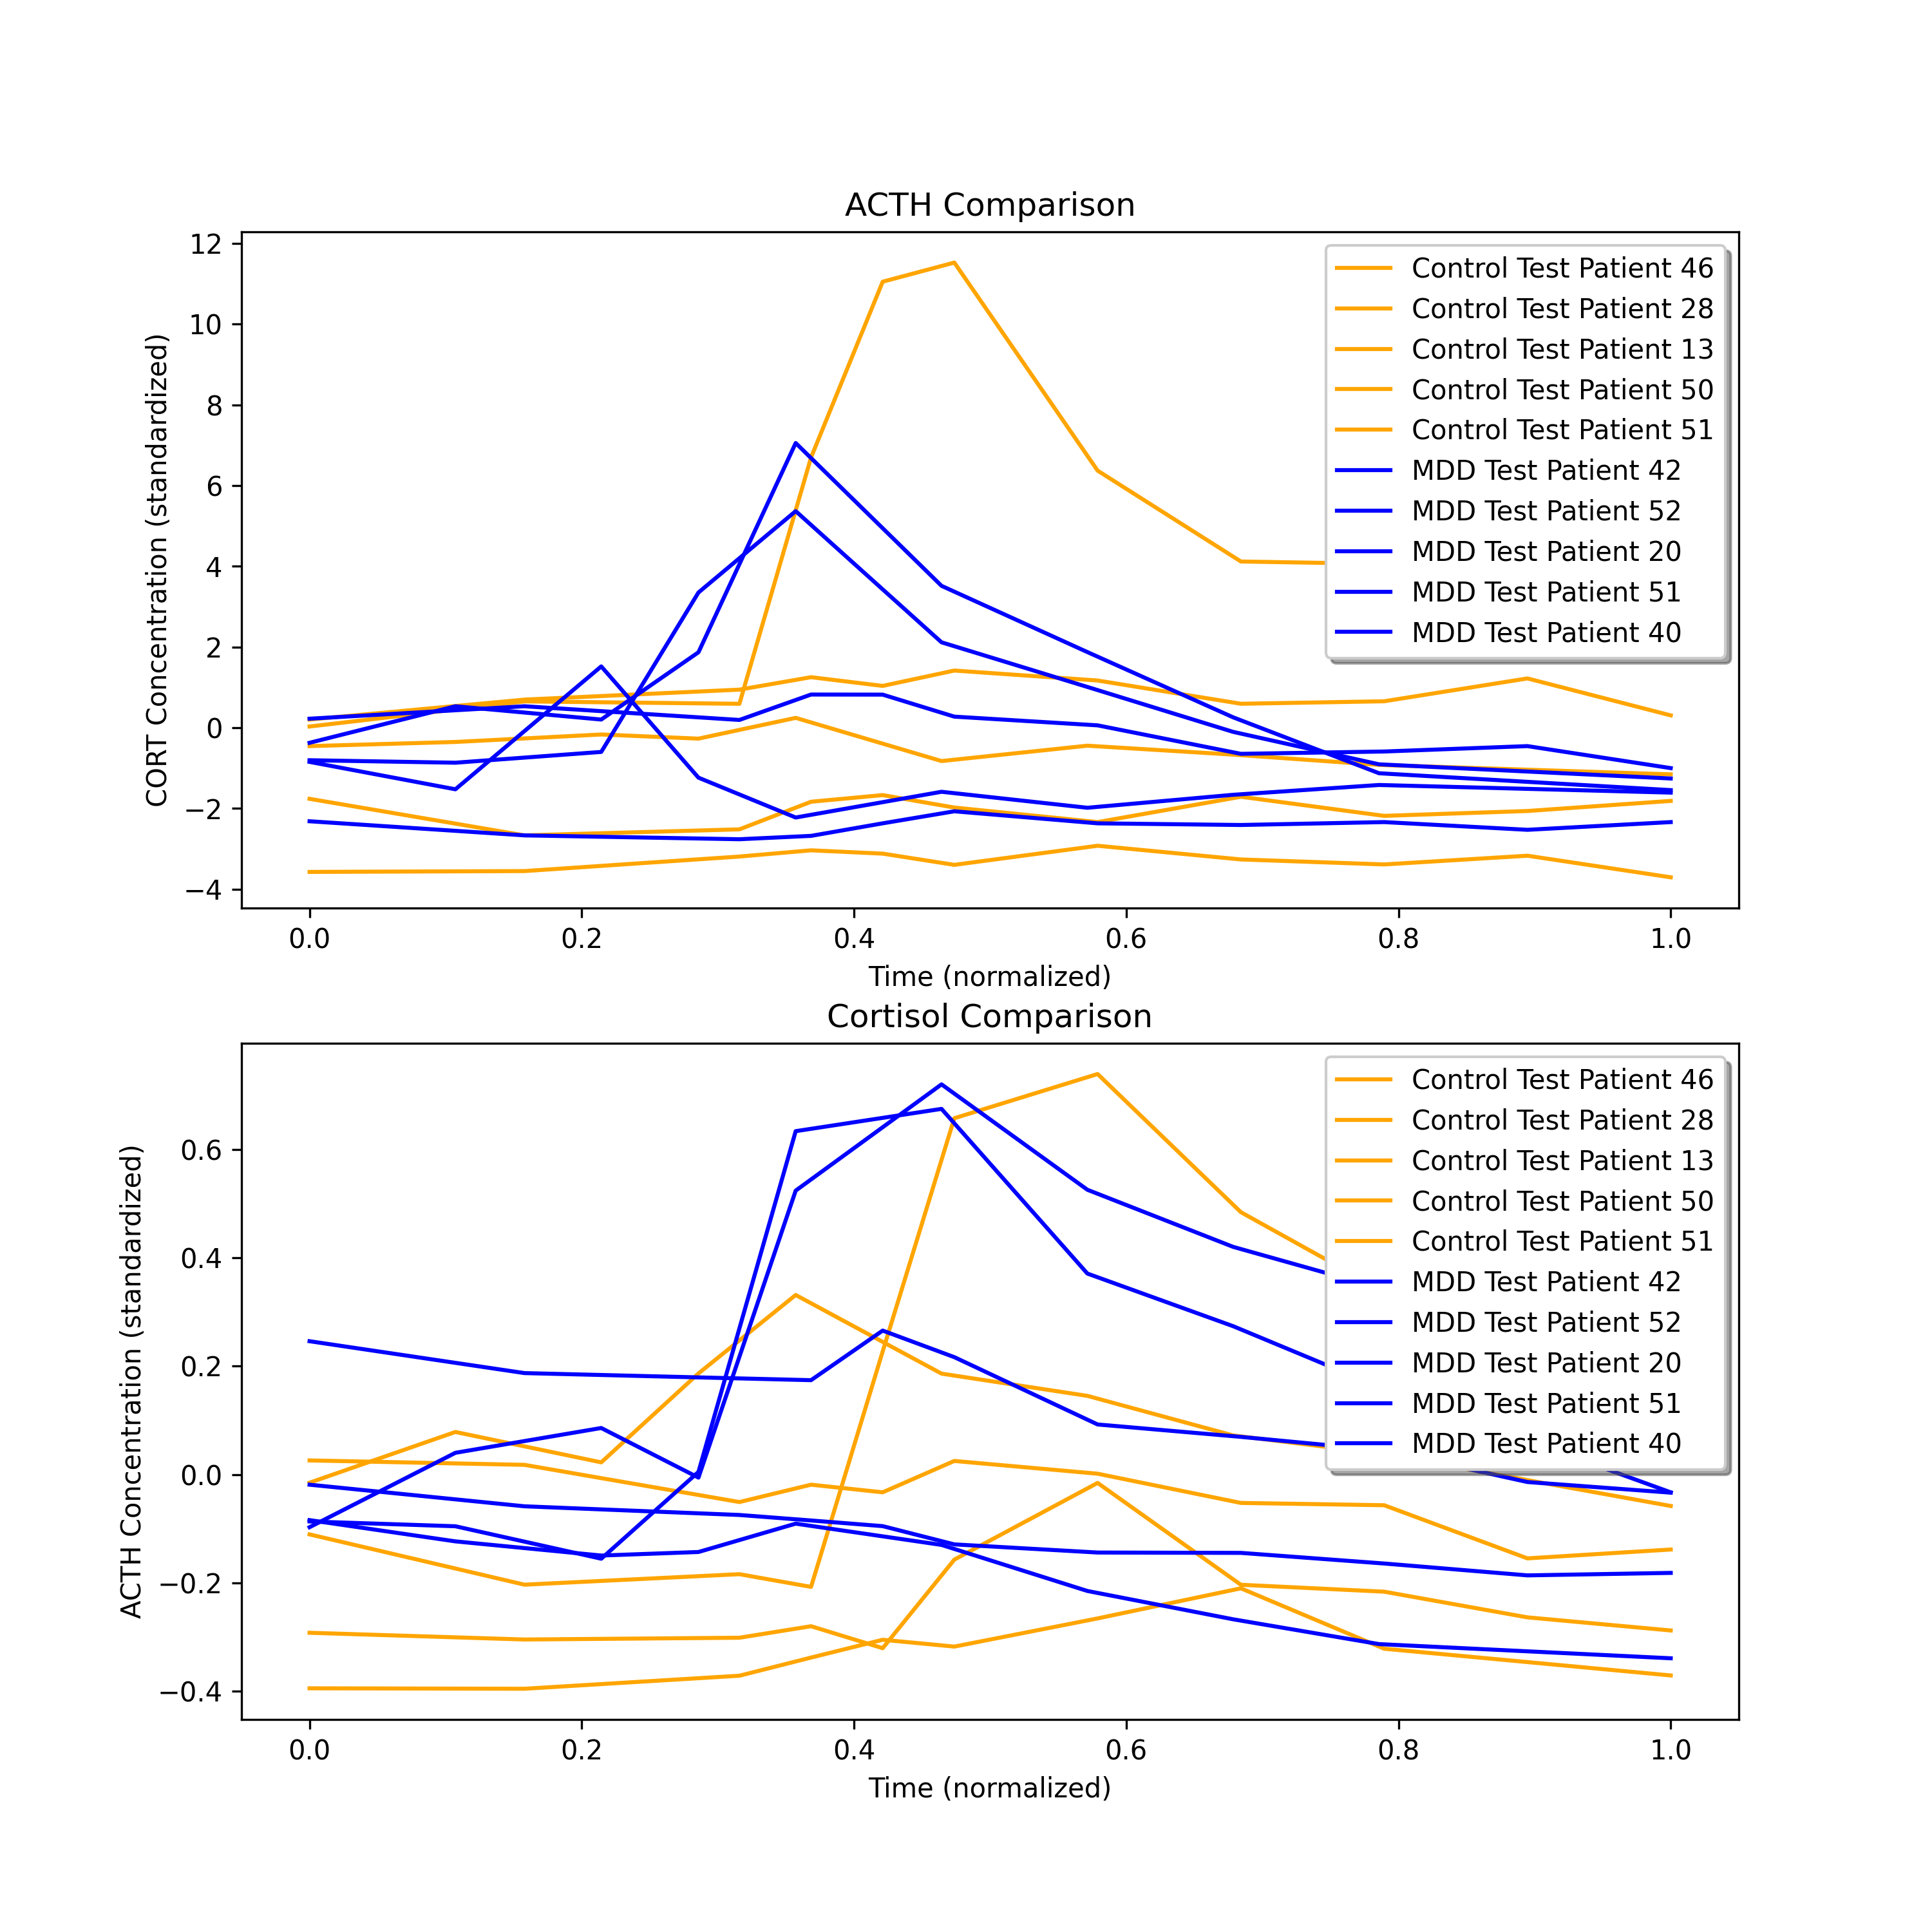 ACTH Comparison
12
10
8
6
4
2
0
−2
−4
CORT Concentration (standardized)
Control Test Patient 46
Control Test Patient 28
Control Test Patient 13
Control Test Patient 50
Control Test Patient 51
MDD Test Patient 42
MDD Test Patient 52
MDD Test Patient 20
MDD Test Patient 51
MDD Test Patient 40
0.0 0.2 0.4 0.6 0.8 1.0
Time (normalized)
Cortisol Comparison
0.6
0.4
0.2
0.0
−0.2
−0.4
ACTH Concentration (standardized)
Control Test Patient 46
Control Test Patient 28
Control Test Patient 13
Control Test Patient 50
Control Test Patient 51
MDD Test Patient 42
MDD Test Patient 52
MDD Test Patient 20
MDD Test Patient 51
MDD Test Patient 40
0.0 0.2 0.4 0.6 0.8 1.0
Time (normalized)